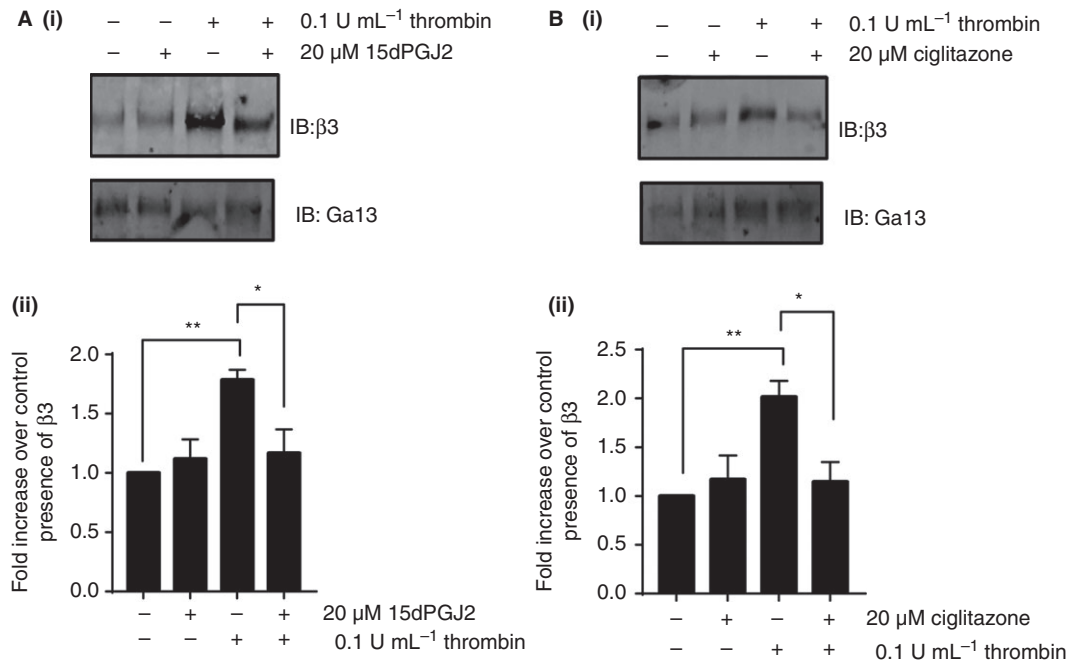 A (i)
– – + + 0.1 U mL⁻¹ thrombin
– + – + 20 µM 15dPGJ2
IB:β3
IB: Ga13
(ii)
Fold increase over control
presence of β3
2.0
1.5
1.0
0.5
0.0
**
*
– + – + 20 µM 15dPGJ2
– – + + 0.1 U mL⁻¹ thrombin
B (i)
– – + + 0.1 U mL⁻¹ thrombin
– + – + 20 µM ciglitazone
IB:β3
IB: Ga13
(ii)
Fold increase over control
presence of β3
2.5
2.0
1.5
1.0
0.5
0.0
**
*
– + – + 20 µM ciglitazone
– – + + 0.1 U mL⁻¹ thrombin